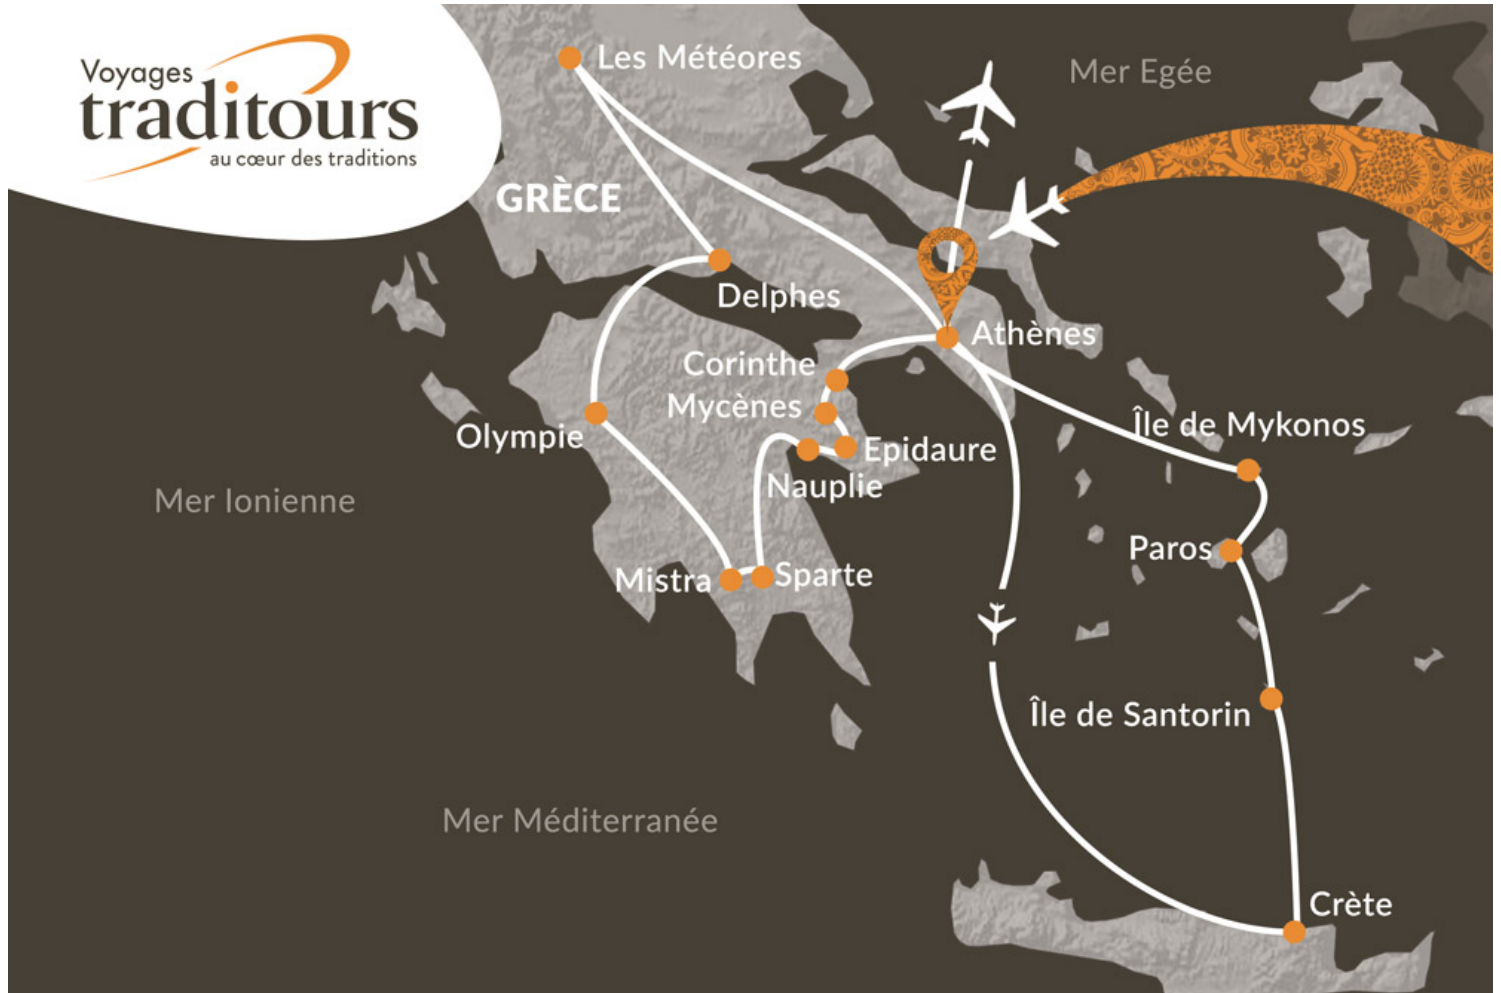 Voyages
traditours
au cœur des traditions
Les Météores
Mer Egée
GRÈCE
Delphes
Athènes
Corinthe
Mycènes
Île de Mykonos
Olympie
Epidaure
Nauplie
Mer Ionienne
Paros
Mistra
Sparte
Île de Santorin
Mer Méditerranée
Crète